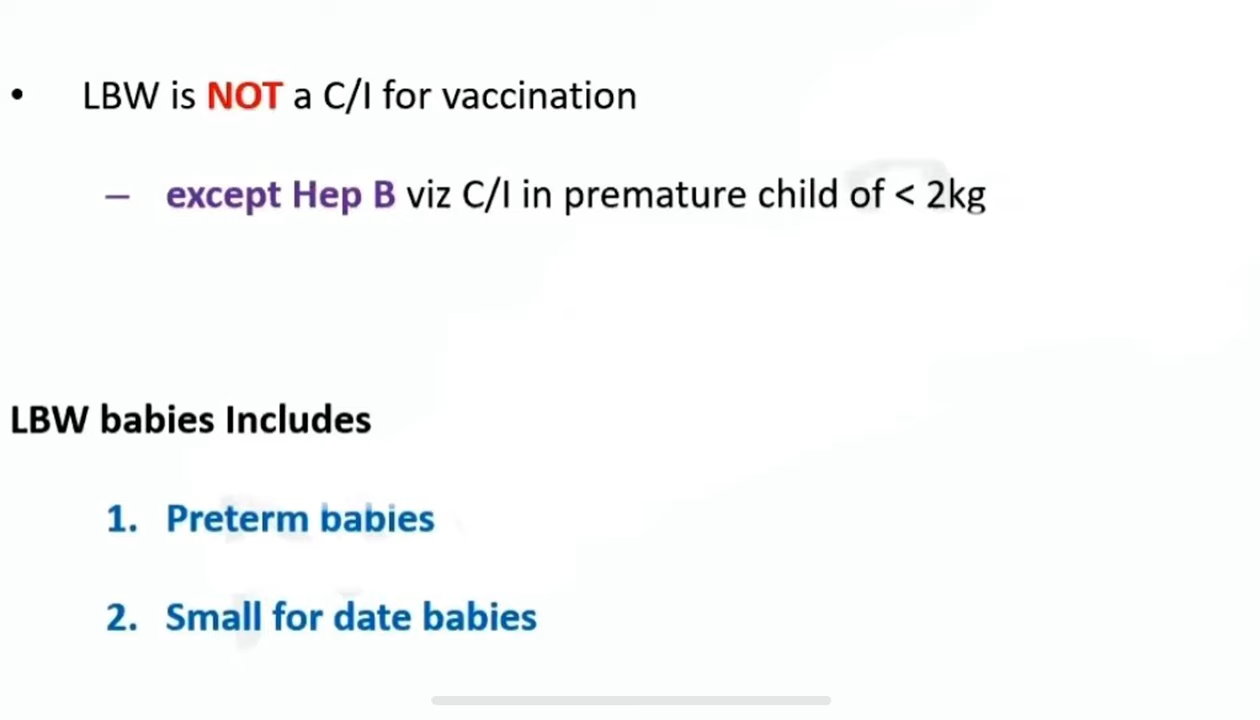 • LBW is NOT a C/I for vaccination
– except Hep B viz C/I in premature child of < 2kg
LBW babies Includes
1. Preterm babies
2. Small for date babies